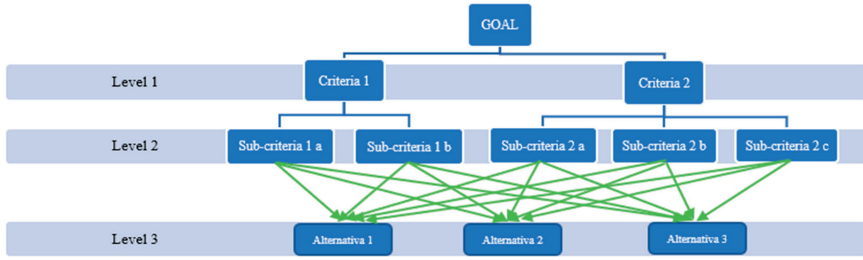 GOAL
Level 1
Criteria 1
Criteria 2
Level 2
Sub-criteria 1 a
Sub-criteria 1 b
Sub-criteria 2 a
Sub-criteria 2 b
Sub-criteria 2 c
Level 3
Alternativa 1
Alternativa 2
Alternativa 3